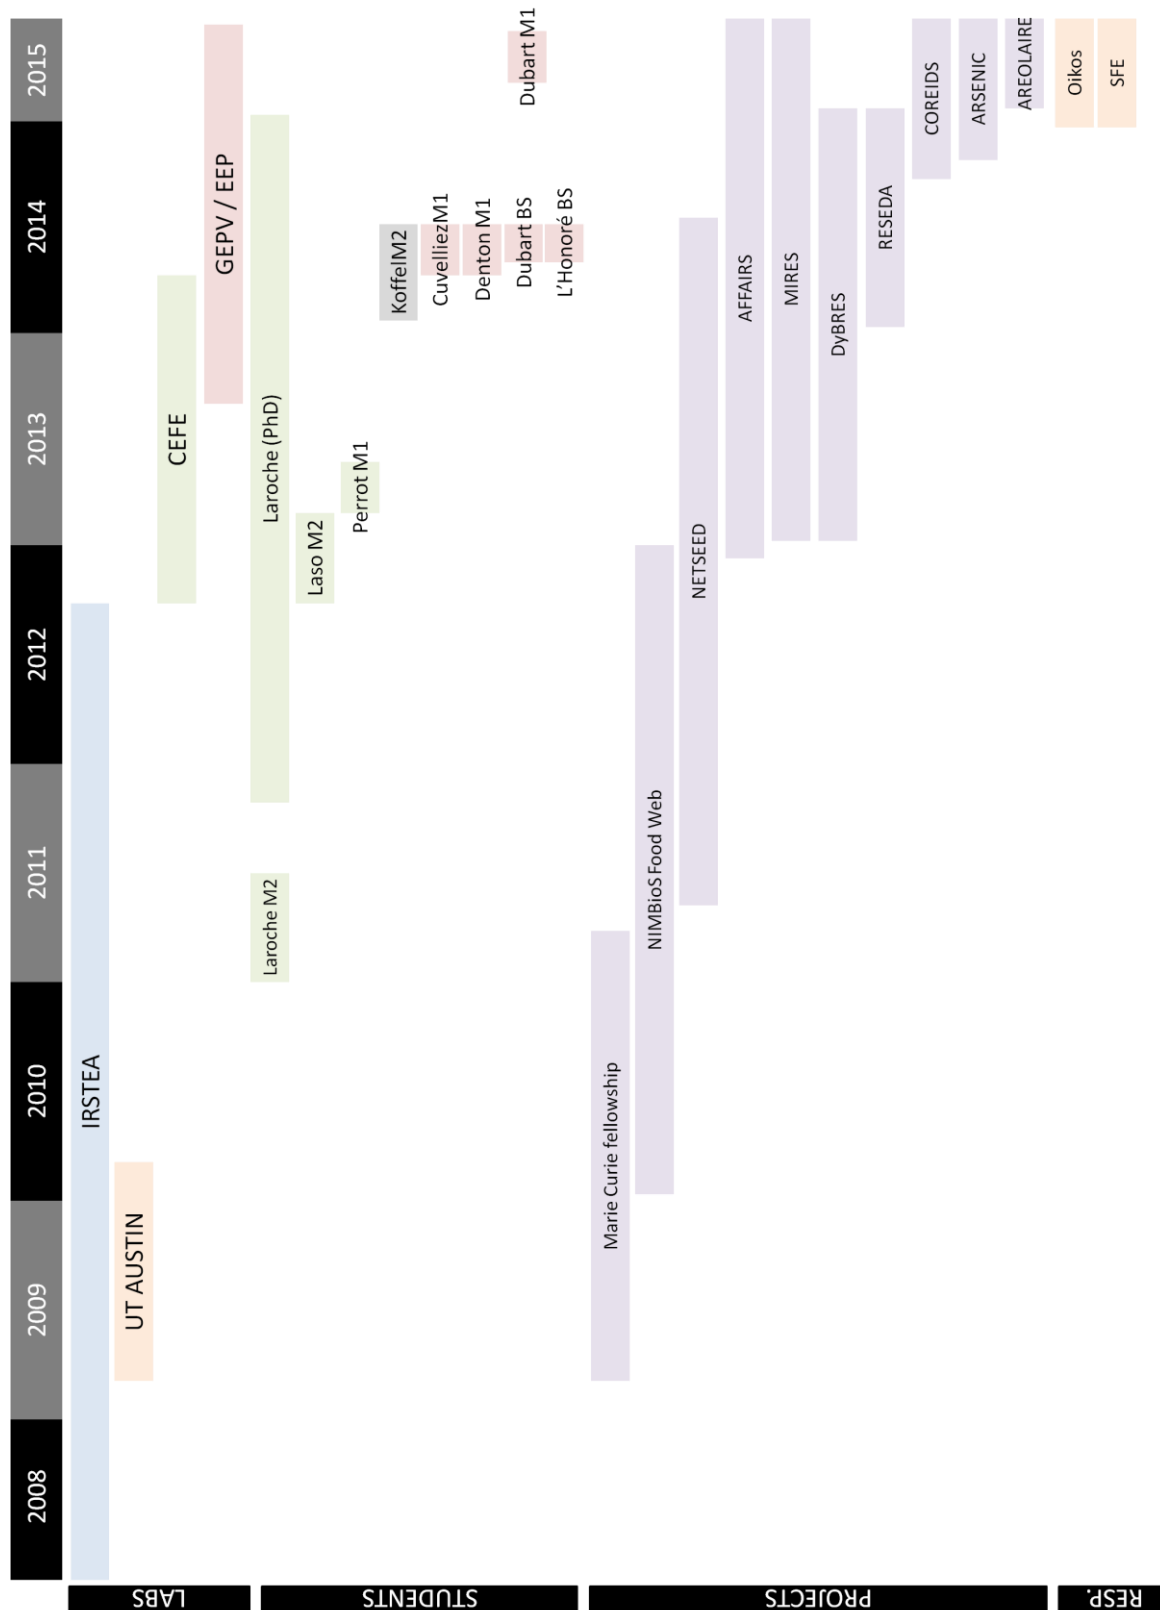 2008
2009
2010
2011
2012
2013
2014
2015
LABS
IRSTEA
UT AUSTIN
CEFE
GEPV / EEP
STUDENTS
Laroche M2
Laroche (PhD)
Laso M2
Perrot M1
KoffelM2
CuvelliezM1
Denton M1
Dubart BS
Dubart M1
L'Honoré BS
PROJECTS
Marie Curie fellowship
NIMBioS Food Web
NETSEED
AFFAIRS
MIRES
DyBRES
RESEDA
COREIDS
ARSENIC
AREOLAIRE
RESP.
Oikos
SFE